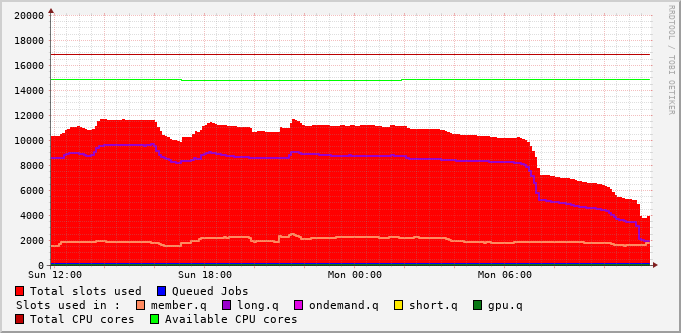 20000
18000
16000
14000
12000
10000
8000
6000
4000
2000
0
Sun 12:00 Sun 18:00 Mon 00:00 Mon 06:00
Total slots used Queued Jobs
Slots used in : member.q long.q ondemand.q short.q gpu.q
Total CPU cores Available CPU cores
RRDTOOL / TOBI OETIKER